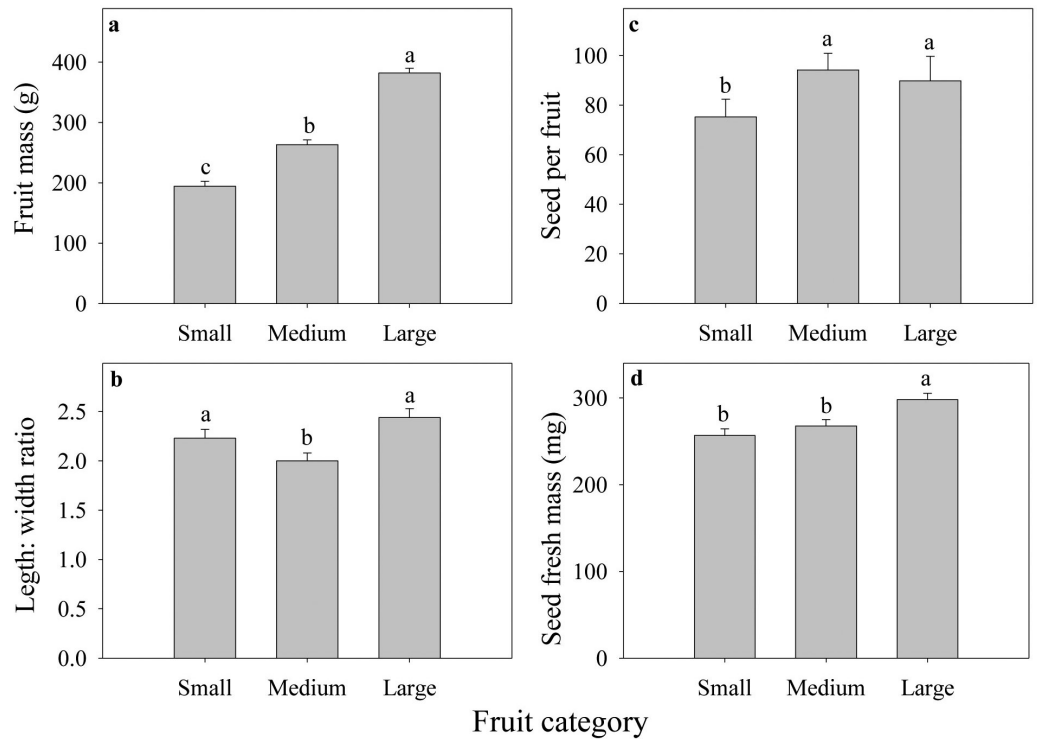 a
Fruit mass (g)
400
300
200
100
0
c
b
a
Small Medium Large
c
Seed per fruit
100
80
60
40
20
0
b
a
a
Small Medium Large
b
Legth: width ratio
2.5
2.0
1.5
1.0
0.5
0.0
a
b
a
Small Medium Large
d
Seed fresh mass (mg)
300
200
100
0
b
b
a
Small Medium Large
Fruit category